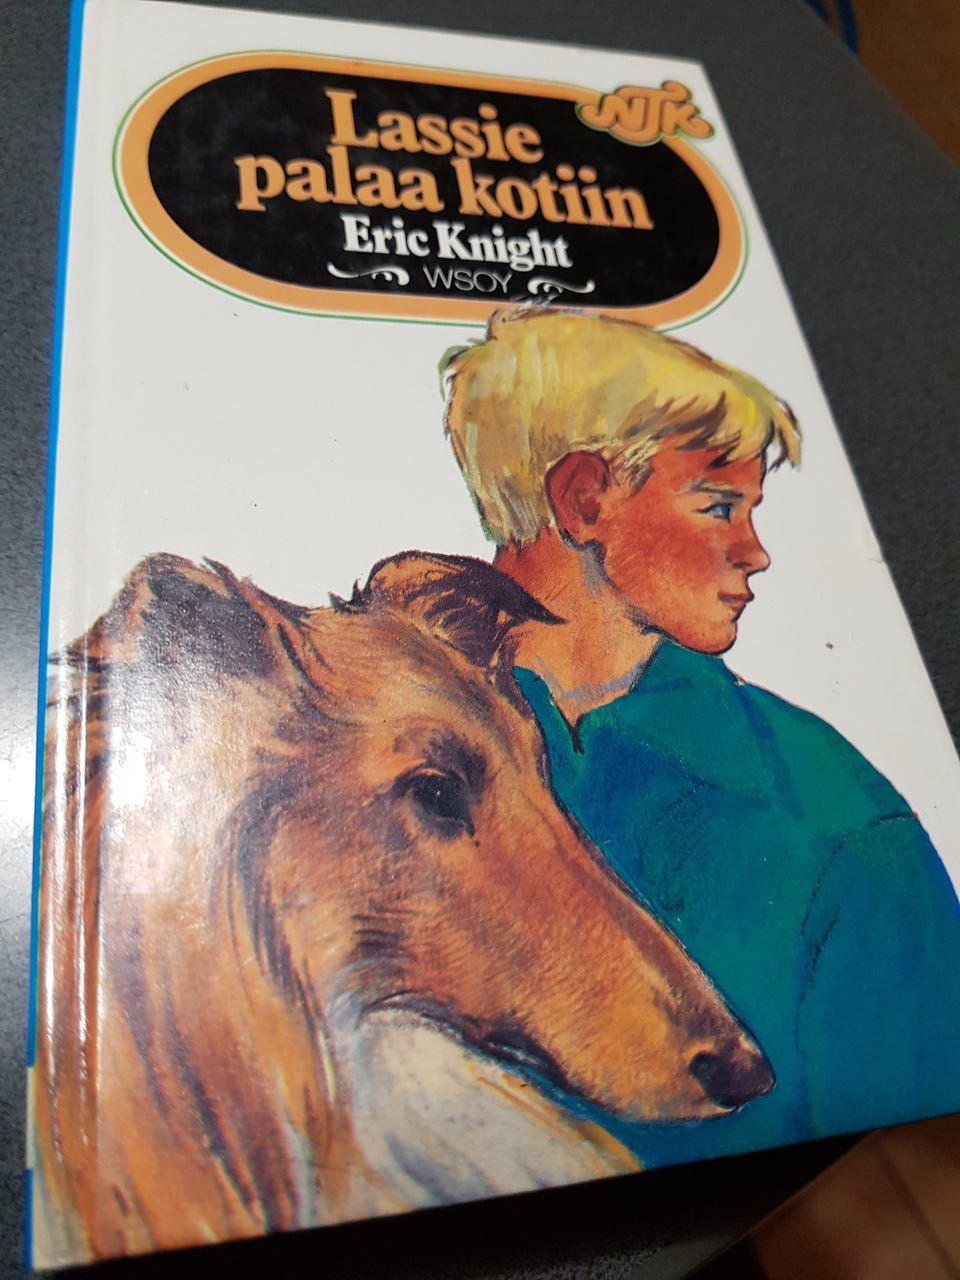 NTK
Lassie
palaa kotiin
Eric Knight
WSOY